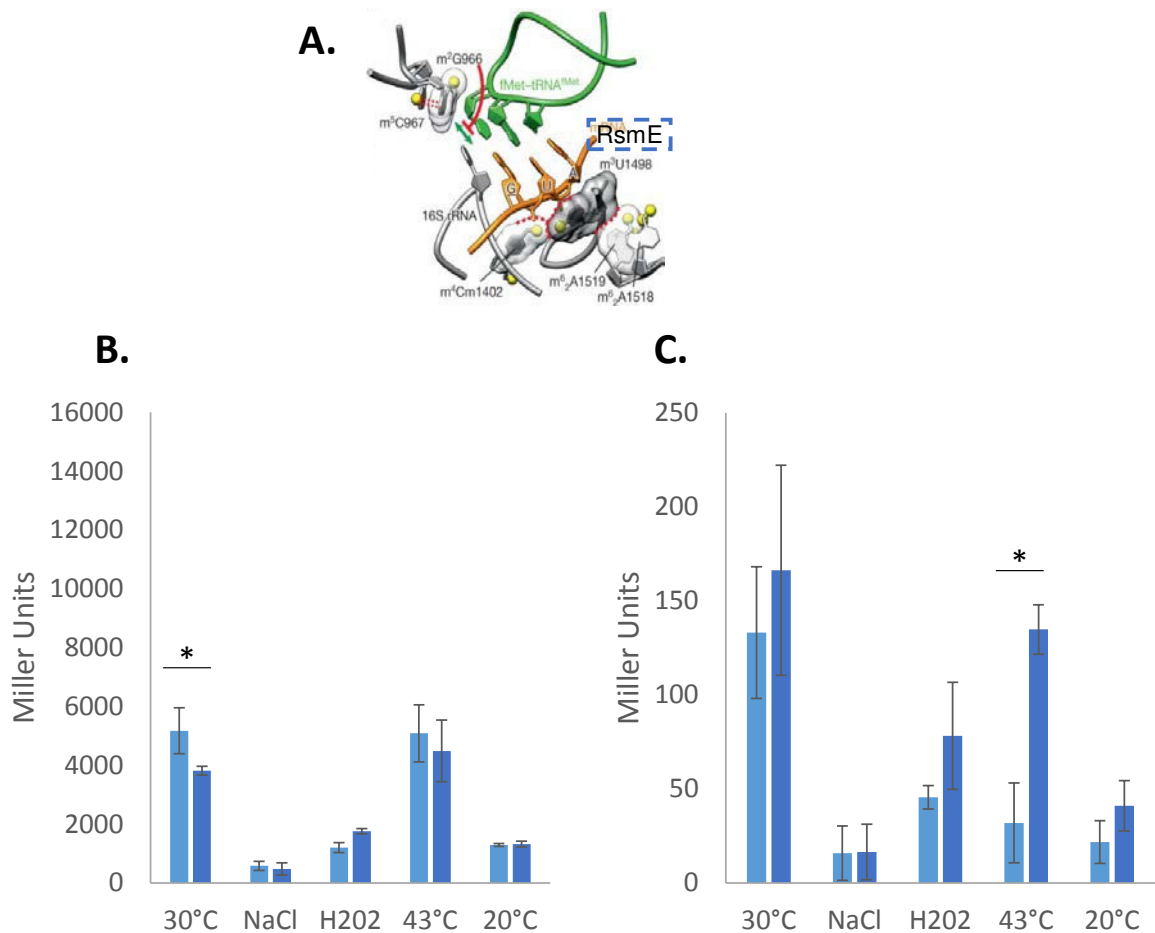 A.
m²G966
fMet–tRNAᶠᴹᵉᵗ
m⁵C967
RsmE
m³U1498
G U A
16S rRNA
m⁴Cm1402
m⁶₂A1519
m⁶₂A1518
B.
16000
14000
12000
10000
8000
6000
4000
2000
0
Miller Units
*
30°C NaCl H202 43°C 20°C
C.
250
200
150
100
50
0
Miller Units
*
30°C NaCl H202 43°C 20°C